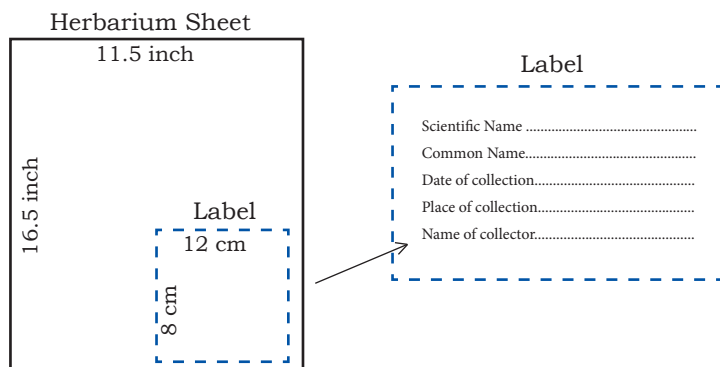 Herbarium Sheet
11.5 inch
16.5 inch
Label
12 cm
8 cm
Label
Scientific Name ............................................
Common Name............................................
Date of collection.........................................
Place of collection........................................
Name of collector.........................................